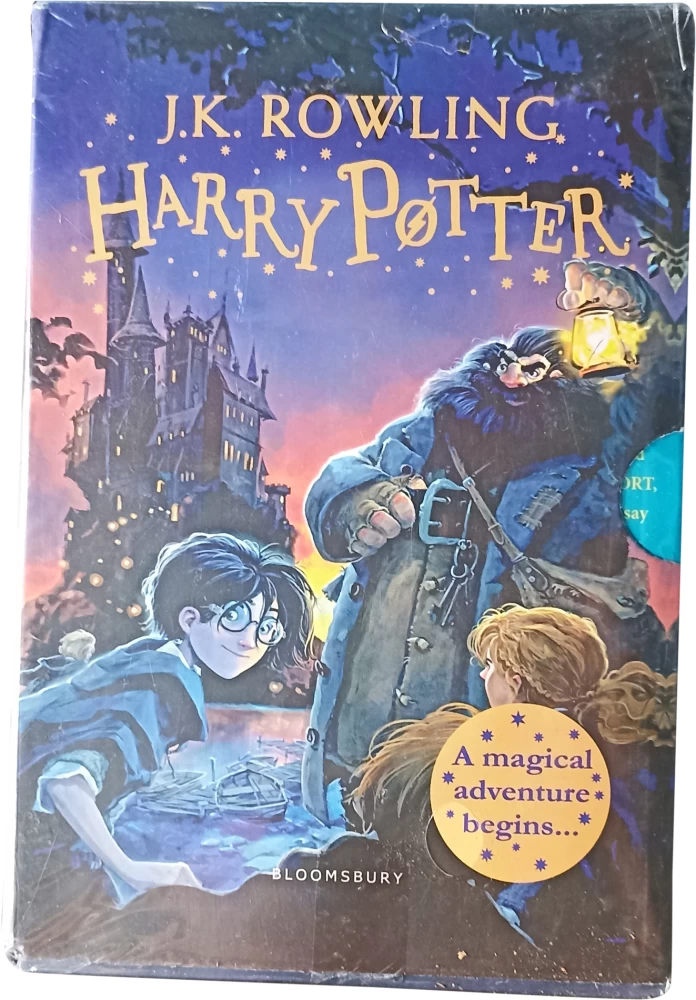 J.K. ROWLING
HARRY POTTER
ORT,
say
A magical
adventure
begins...
BLOOMSBURY